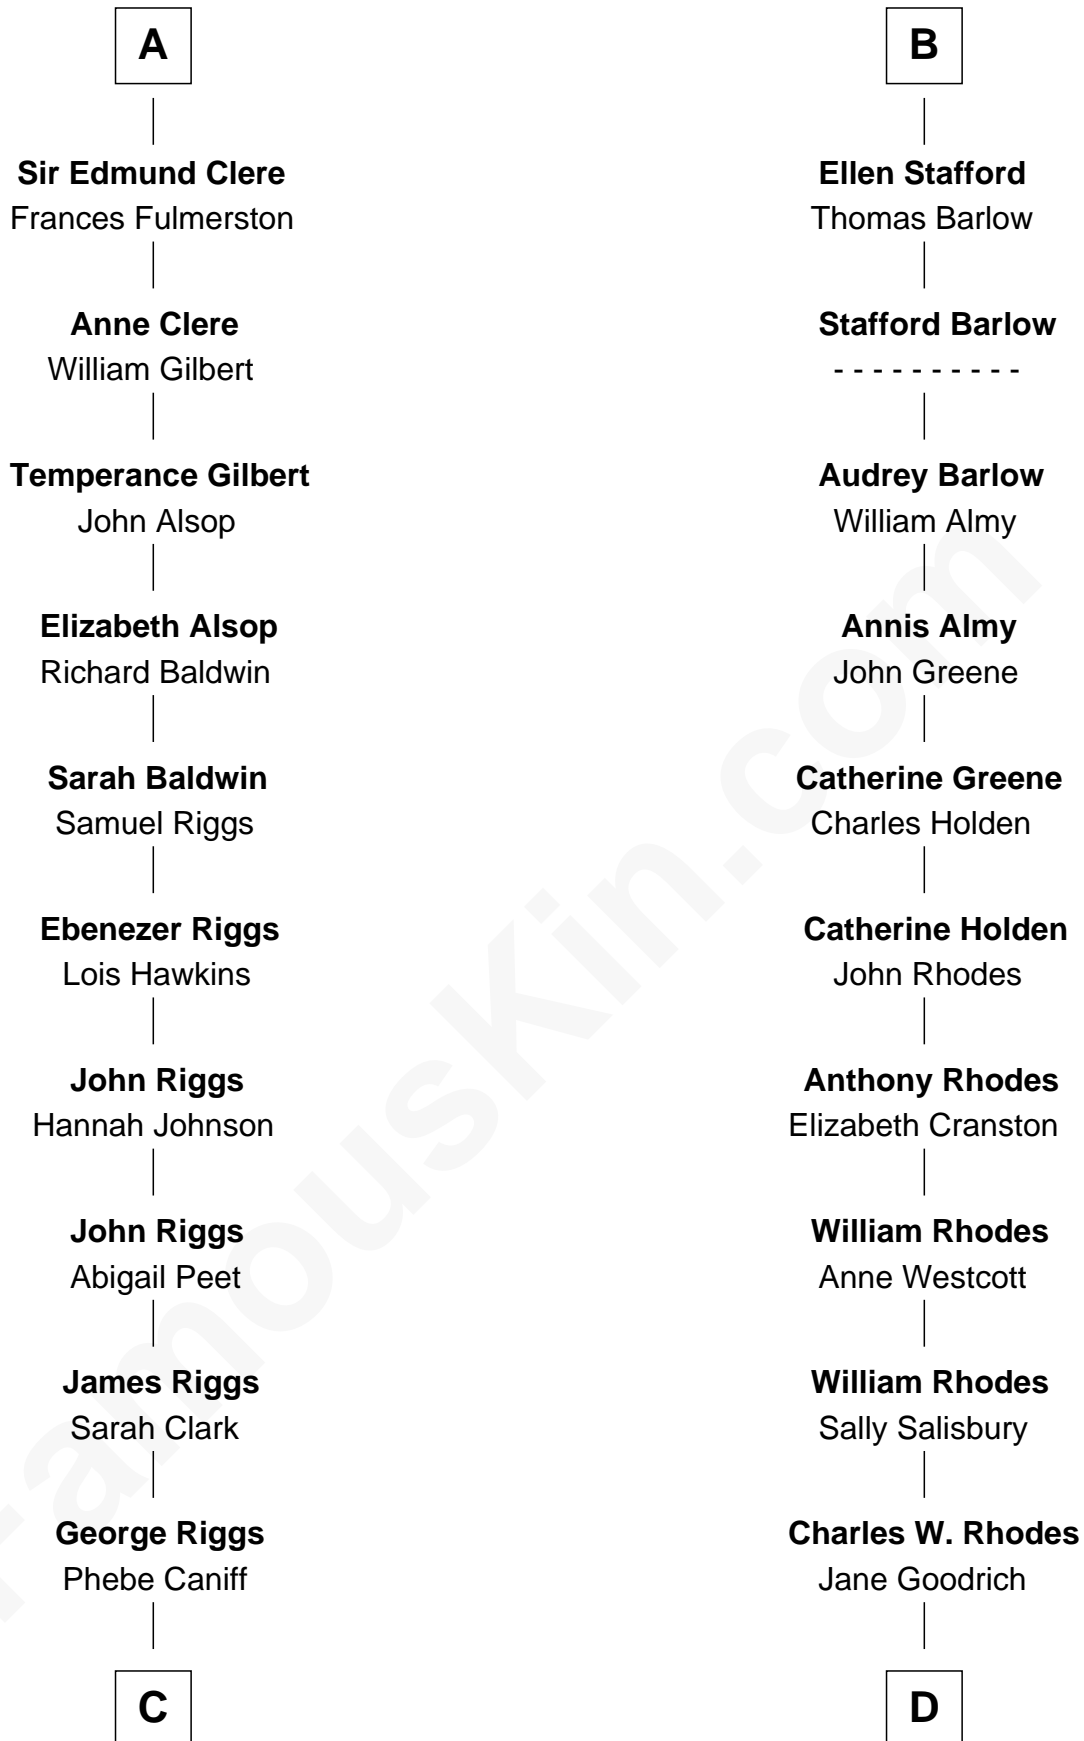 A
Sir Edmund Clere
Frances Fulmerston
Anne Clere
William Gilbert
Temperance Gilbert
John Alsop
Elizabeth Alsop
Richard Baldwin
Sarah Baldwin
Samuel Riggs
Ebenezer Riggs
Lois Hawkins
John Riggs
Hannah Johnson
John Riggs
Abigail Peet
James Riggs
Sarah Clark
George Riggs
Phebe Caniff
C
B
Ellen Stafford
Thomas Barlow
Stafford Barlow
- - - - - - - - - -
Audrey Barlow
William Almy
Annis Almy
John Greene
Catherine Greene
Charles Holden
Catherine Holden
John Rhodes
Anthony Rhodes
Elizabeth Cranston
William Rhodes
Anne Westcott
William Rhodes
Sally Salisbury
Charles W. Rhodes
Jane Goodrich
D
FamousKin.com